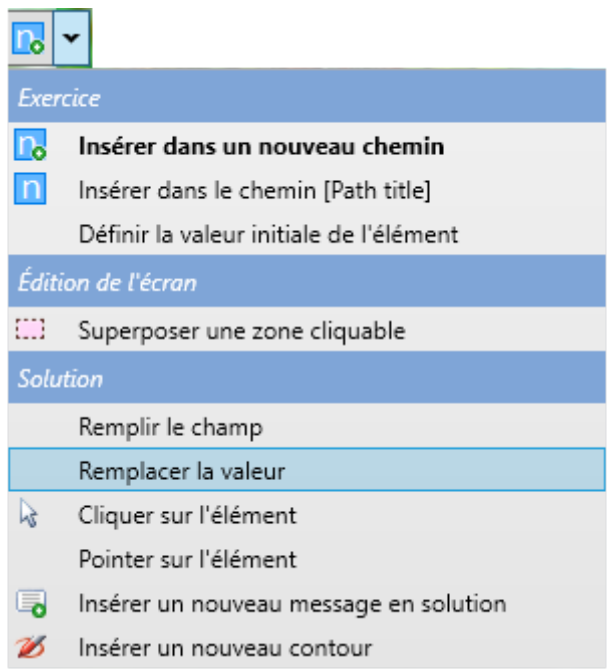 Exercice
Insérer dans un nouveau chemin
Insérer dans le chemin [Path title]
Définir la valeur initiale de l'élément
Édition de l'écran
Superposer une zone cliquable
Solution
Remplir le champ
Remplacer la valeur
Cliquer sur l'élément
Pointer sur l'élément
Insérer un nouveau message en solution
Insérer un nouveau contour